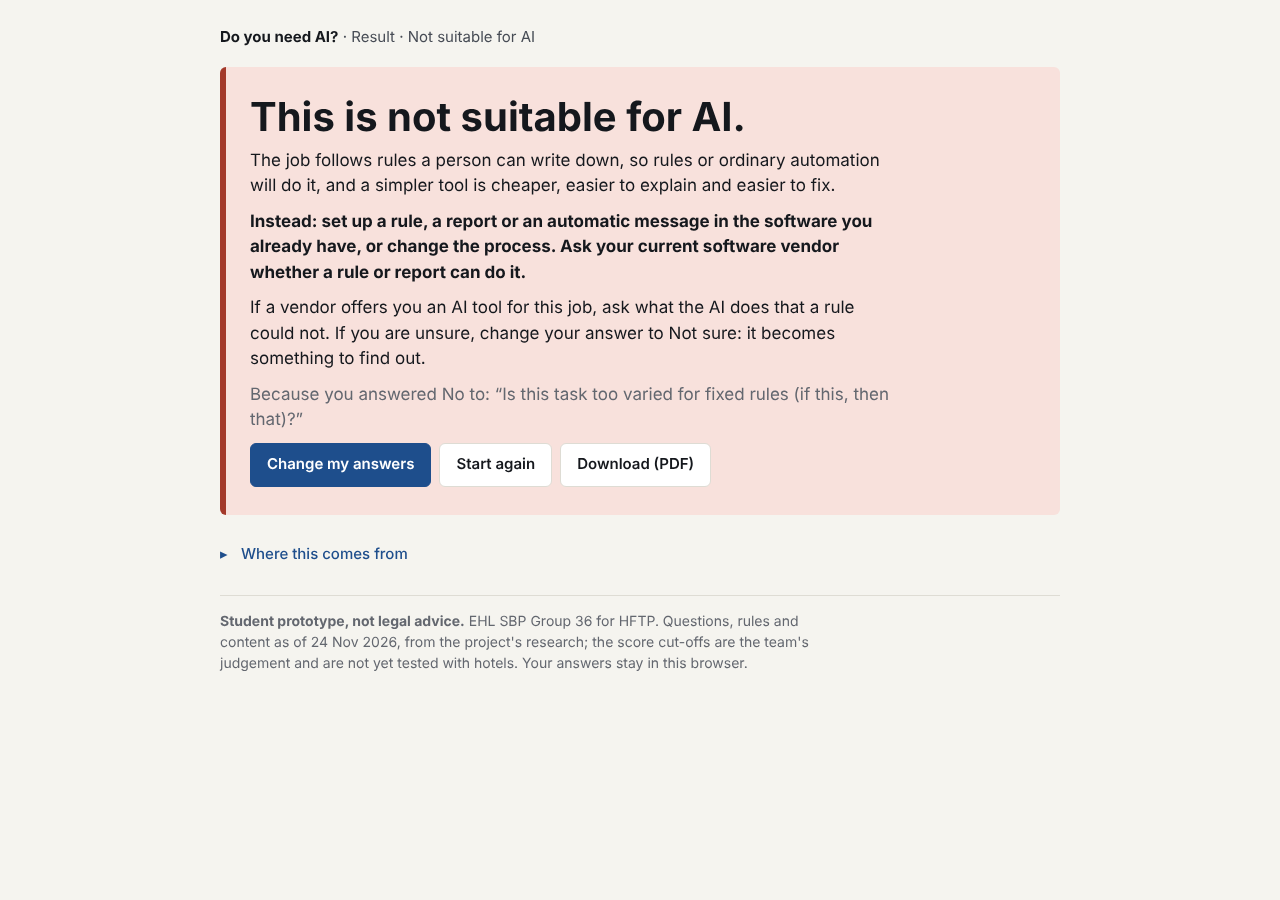 Do you need AI? · Result · Not suitable for AI
This is not suitable for AI.
The job follows rules a person can write down, so rules or ordinary automation
will do it, and a simpler tool is cheaper, easier to explain and easier to fix.
Instead: set up a rule, a report or an automatic message in the software you
already have, or change the process. Ask your current software vendor
whether a rule or report can do it.
If a vendor offers you an AI tool for this job, ask what the AI does that a rule
could not. If you are unsure, change your answer to Not sure: it becomes
something to find out.
Because you answered No to: “Is this task too varied for fixed rules (if this, then
that)?”
Change my answers Start again Download (PDF)
▸ Where this comes from
Student prototype, not legal advice. EHL SBP Group 36 for HFTP. Questions, rules and
content as of 24 Nov 2026, from the project's research; the score cut-offs are the team's
judgement and are not yet tested with hotels. Your answers stay in this browser.